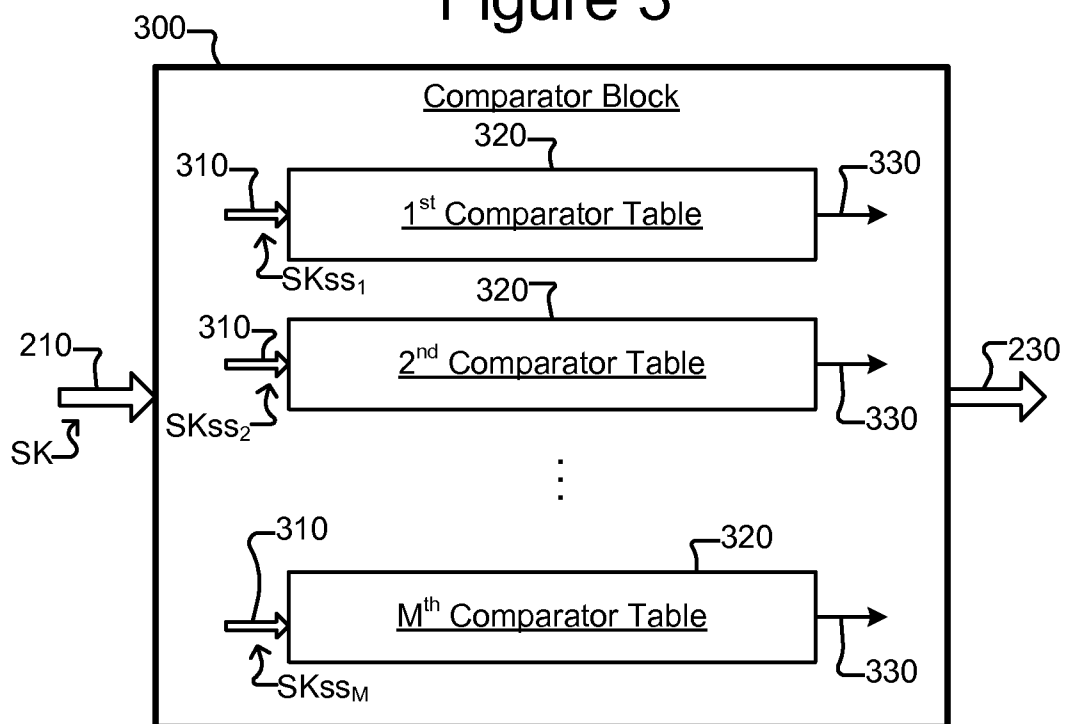 Figure 3
300
Comparator Block
320
310
330
1st Comparator Table
SKss1
320
310
2nd Comparator Table
210
230
SKss2
330
SK
310
320
Mth Comparator Table
SKssM
330